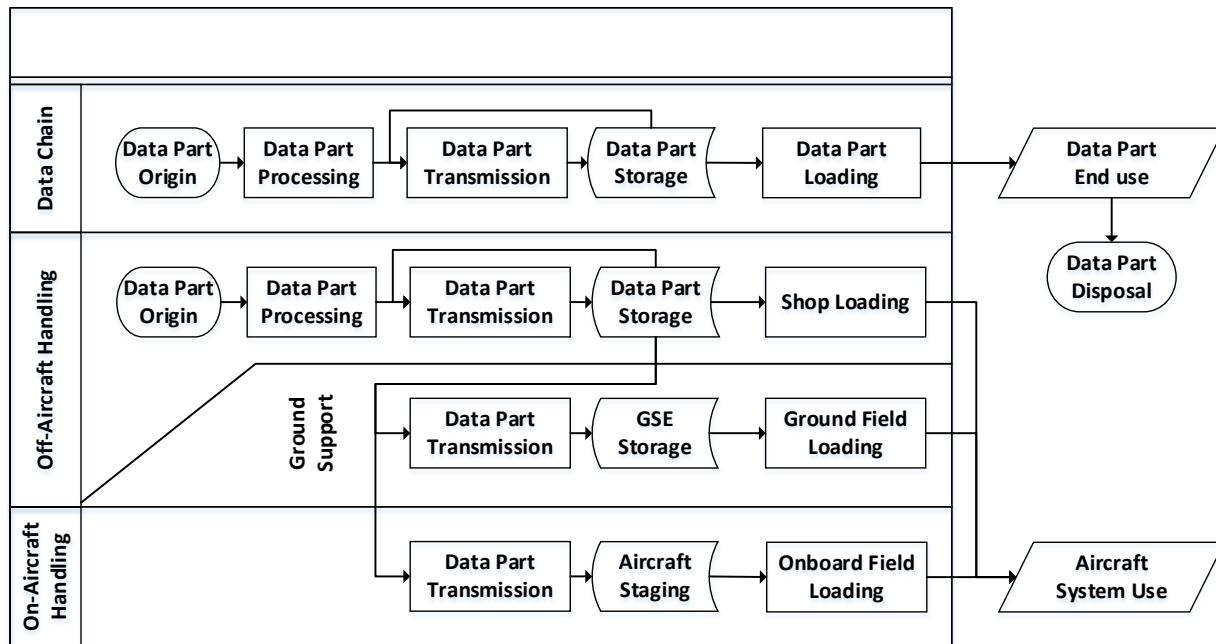 Data Chain
Data Part
Origin
Data Part
Processing
Data Part
Transmission
Data Part
Storage
Data Part
Loading
Data Part
End use
Data Part
Disposal
Off-Aircraft Handling
Data Part
Origin
Data Part
Processing
Data Part
Transmission
Data Part
Storage
Shop Loading
Ground
Support
Data Part
Transmission
GSE
Storage
Ground Field
Loading
On-Aircraft
Handling
Data Part
Transmission
Aircraft
Staging
Onboard Field
Loading
Aircraft
System Use